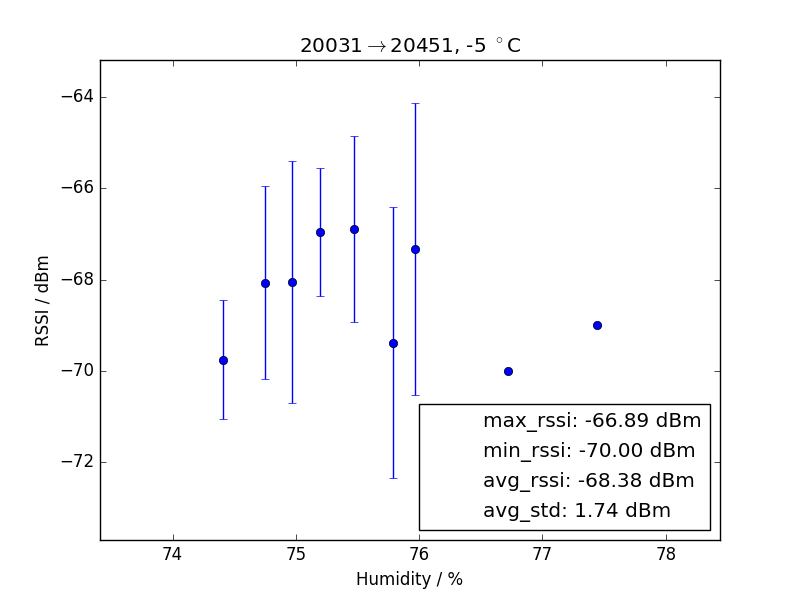 20031→20451, -5 °C
−64
−66
−68
−70
−72
RSSI / dBm
max_rssi: -66.89 dBm
min_rssi: -70.00 dBm
avg_rssi: -68.38 dBm
avg_std: 1.74 dBm
74 75 76 77 78
Humidity / %